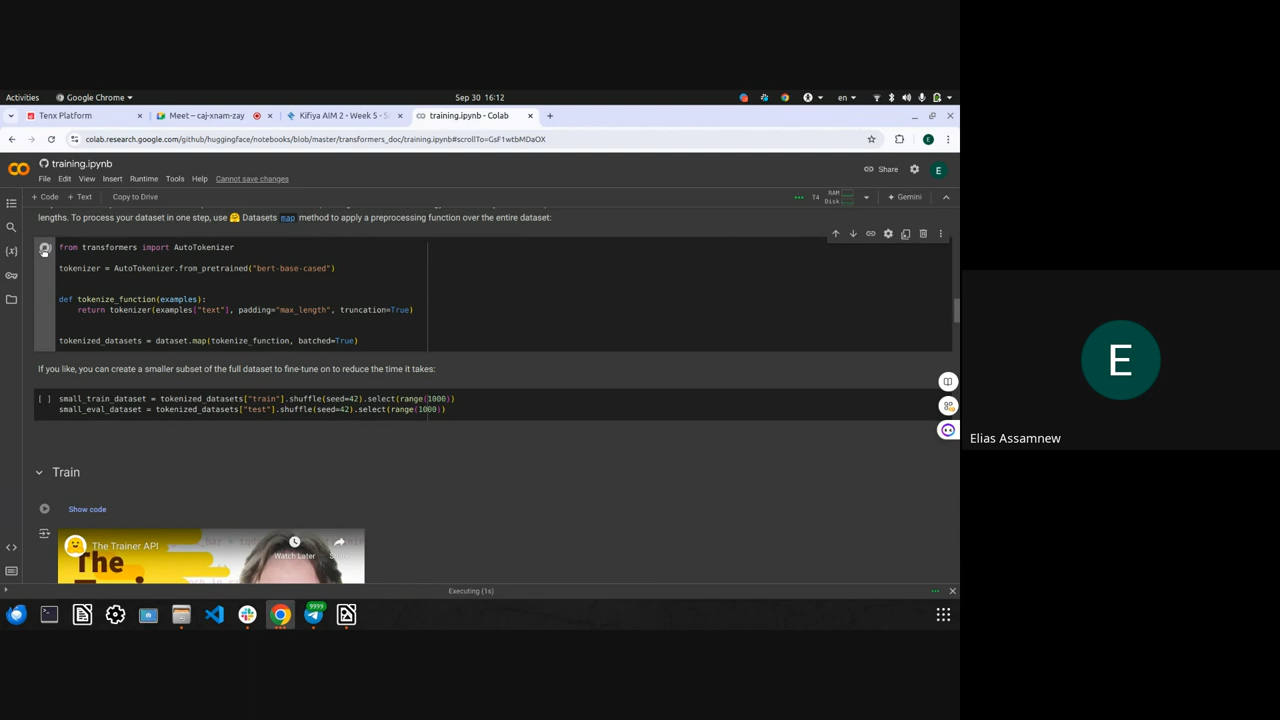 Activities
Google Chrome
Sep 30 16:12
en
Tenx Platform
Meet – caj-xnam-zay
Kifiya AIM 2 - Week 5 - S
training.ipynb - Colab
colab.research.google.com/github/huggingface/notebooks/blob/master/transformers_doc/training.ipynb#scrollTo=GsF1wtbMDaOX
E
training.ipynb
File Edit View Insert Runtime Tools Help Cannot save changes
Share
E
+ Code + Text Copy to Drive
T4 RAM Disk
Gemini
lengths. To process your dataset in one step, use 🤗 Datasets map method to apply a preprocessing function over the entire dataset:
from transformers import AutoTokenizer
tokenizer = AutoTokenizer.from_pretrained("bert-base-cased")
def tokenize_function(examples):
return tokenizer(examples["text"], padding="max_length", truncation=True)
tokenized_datasets = dataset.map(tokenize_function, batched=True)
If you like, you can create a smaller subset of the full dataset to fine-tune on to reduce the time it takes:
[ ] small_train_dataset = tokenized_datasets["train"].shuffle(seed=42).select(range(1000))
small_eval_dataset = tokenized_datasets["test"].shuffle(seed=42).select(range(1000))
Train
Show code
The Trainer API
Watch Later
Share
The
Executing (1s)
9999
E
Elias Assamnew